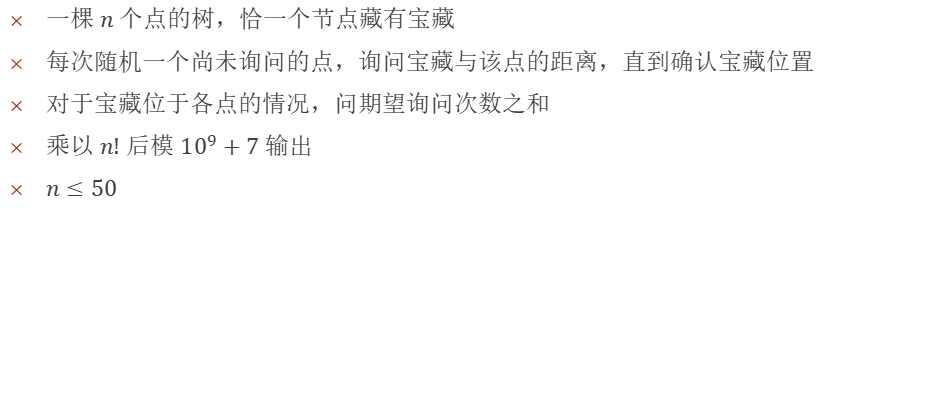 × 一棵 n 个点的树，恰一个节点藏有宝藏
× 每次随机一个尚未询问的点，询问宝藏与该点的距离，直到确认宝藏位置
× 对于宝藏位于各点的情况，问期望询问次数之和
× 乘以 n! 后模 10⁹ + 7 输出
× n ≤ 50